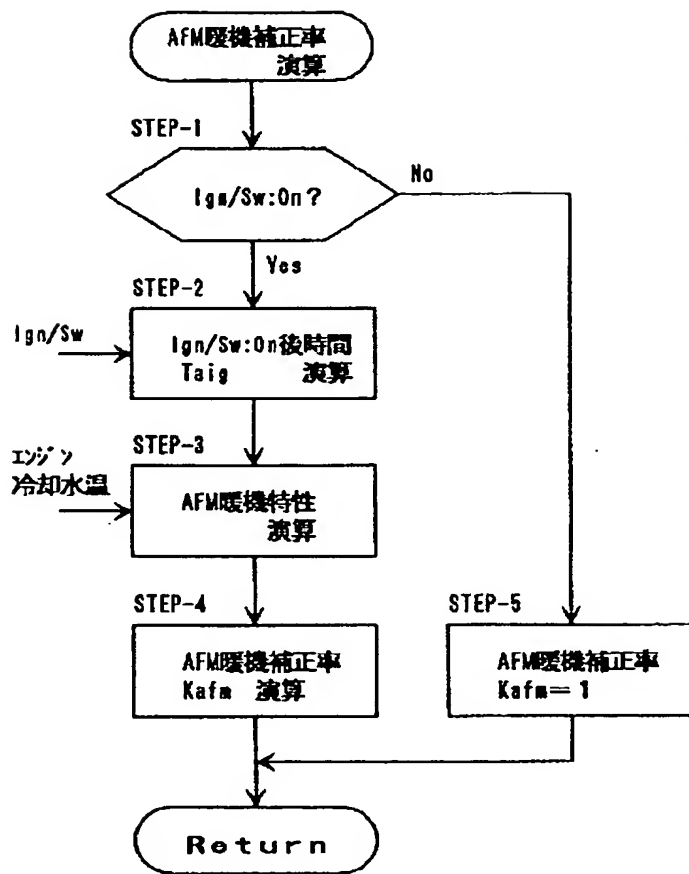 AFM暖機補正率
演算
STEP-1
Ign/Sw:On?
No
Yes
STEP-2
Ign/Sw
Ign/Sw:On後時間
Taig 演算
STEP-3
エンジン
冷却水温
AFM暖機特性
演算
STEP-4
AFM暖機補正率
Kafm 演算
STEP-5
AFM暖機補正率
Kafm=1
Return